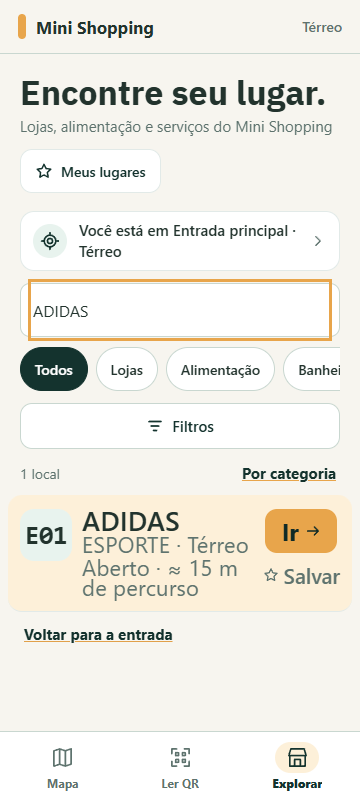 Mini Shopping
Térreo
Encontre seu lugar.
Lojas, alimentação e serviços do Mini Shopping
Meus lugares
Você está em Entrada principal ·
Térreo
ADIDAS
Todos
Lojas
Alimentação
Banhei
Filtros
1 local
Por categoria
E01
ADIDAS
ESPORTE · Térreo
Aberto · ≈ 15 m
de percurso
Ir →
Salvar
Voltar para a entrada
Mapa
Ler QR
Explorar